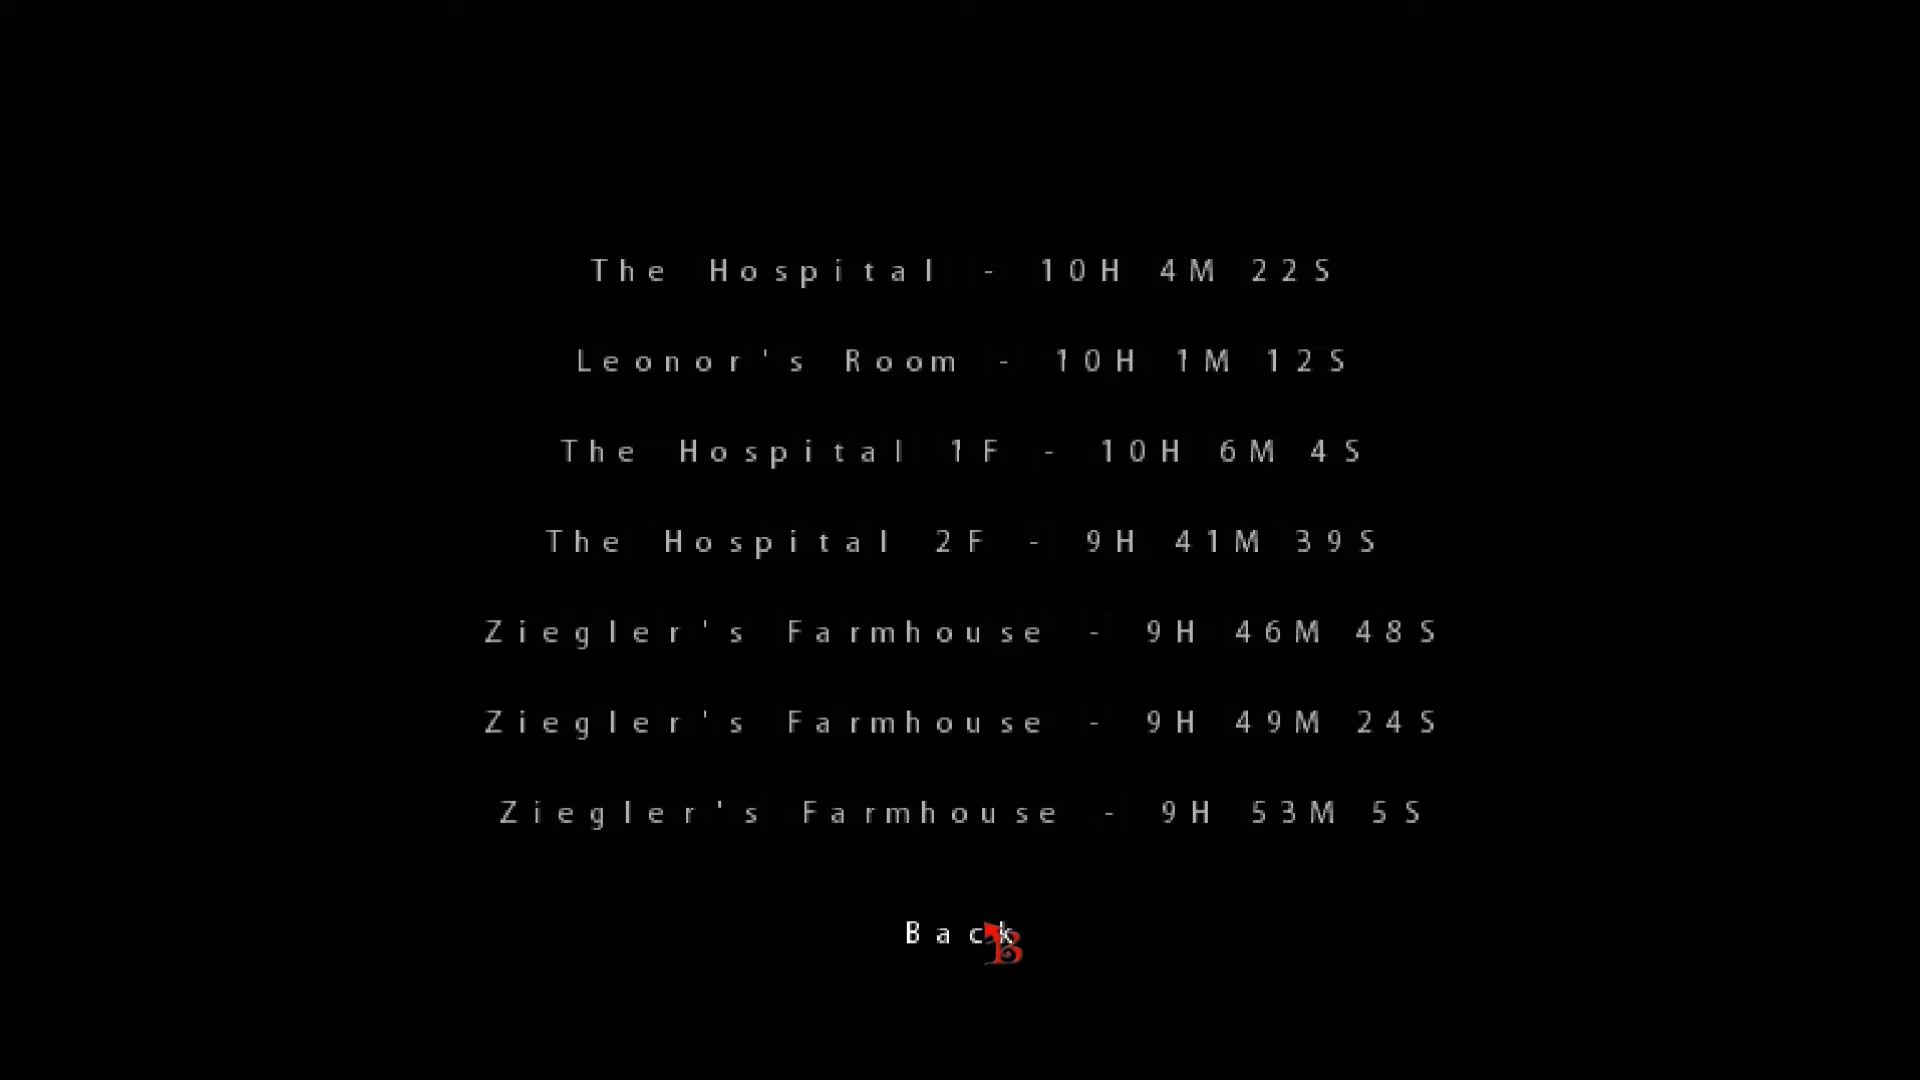 The Hospital - 10H 4M 22S
Leonor's Room - 10H 1M 12S
The Hospital 1F - 10H 6M 4S
The Hospital 2F - 9H 41M 39S
Ziegler's Farmhouse - 9H 46M 48S
Ziegler's Farmhouse - 9H 49M 24S
Ziegler's Farmhouse - 9H 53M 5S
Back
B